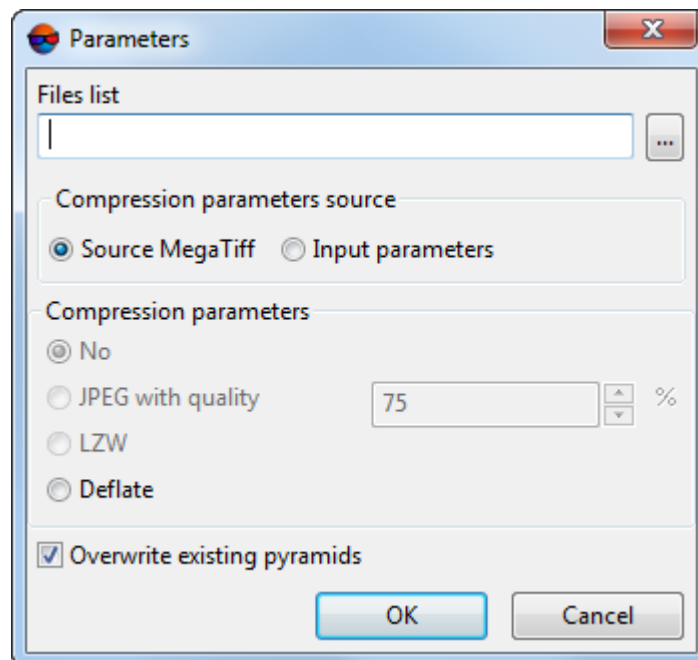 Parameters
Files list
...
Compression parameters source
Source MegaTiff Input parameters
Compression parameters
No
JPEG with quality 75 %
LZW
Deflate
Overwrite existing pyramids
OK Cancel